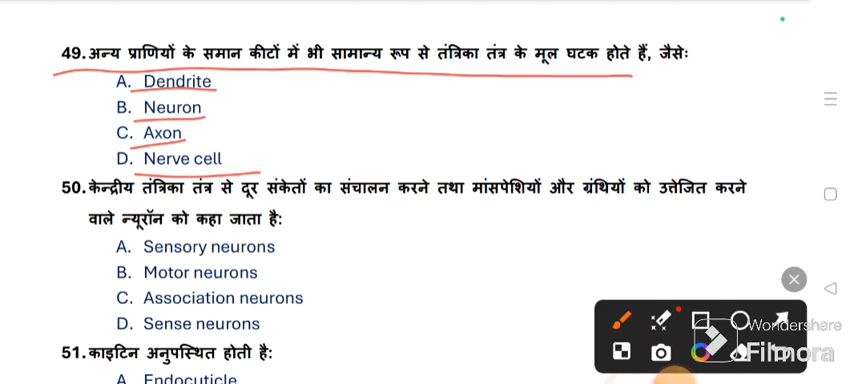 49. अन्य प्राणियों के समान कीटों में भी सामान्य रूप से तंत्रिका तंत्र के मूल घटक होते हैं, जैसे:
A. Dendrite
B. Neuron
C. Axon
D. Nerve cell
50. केन्द्रीय तंत्रिका तंत्र से दूर संकेतों का संचालन करने तथा मांसपेशियों और ग्रंथियों को उत्तेजित करने
वाले न्यूरॉन को कहा जाता है:
A. Sensory neurons
B. Motor neurons
C. Association neurons
D. Sense neurons
Wondershare
Filmora
51. काइटिन अनुपस्थित होती है:
A. Endocuticle